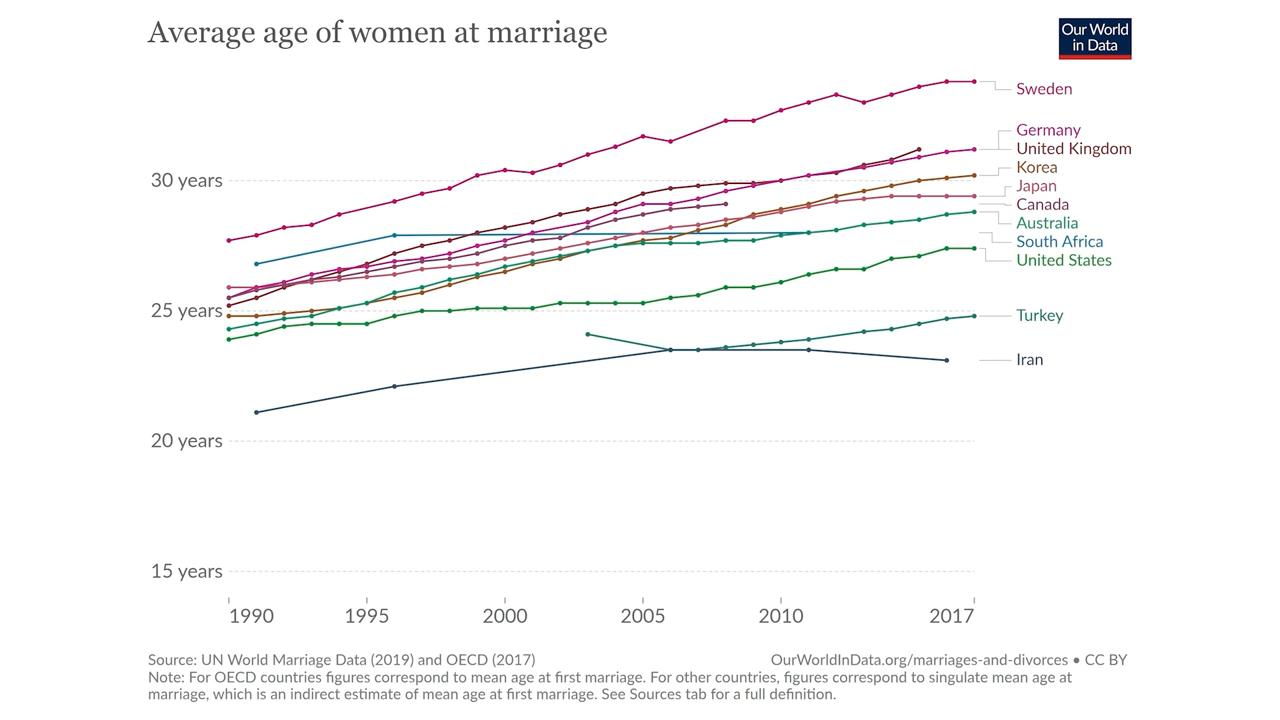 Average age of women at marriage
Our World
in Data
Sweden
Germany
United Kingdom
30 years
Korea
Japan
Canada
Australia
South Africa
United States
25 years
Turkey
Iran
20 years
15 years
1990 1995 2000 2005 2010 2017
Source: UN World Marriage Data (2019) and OECD (2017) OurWorldInData.org/marriages-and-divorces • CC BY
Note: For OECD countries figures correspond to mean age at first marriage. For other countries, figures correspond to singulate mean age at
marriage, which is an indirect estimate of mean age at first marriage. See Sources tab for a full definition.